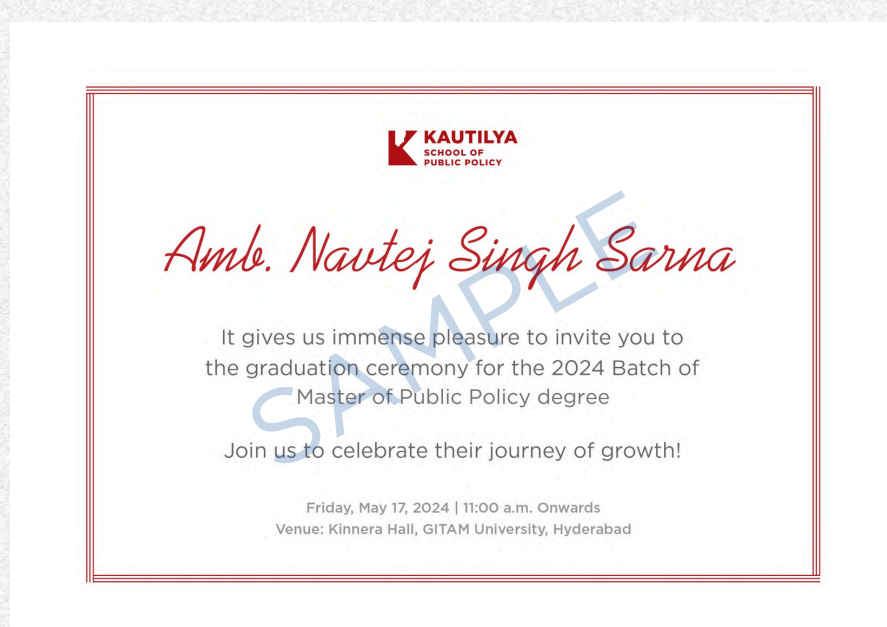 KAUTILYA
SCHOOL OF
PUBLIC POLICY
Amb. Navtej Singh Sarna
SAMPLE
It gives us immense pleasure to invite you to
the graduation ceremony for the 2024 Batch of
Master of Public Policy degree
Join us to celebrate their journey of growth!
Friday, May 17, 2024 | 11:00 a.m. Onwards
Venue: Kinnera Hall, GITAM University, Hyderabad